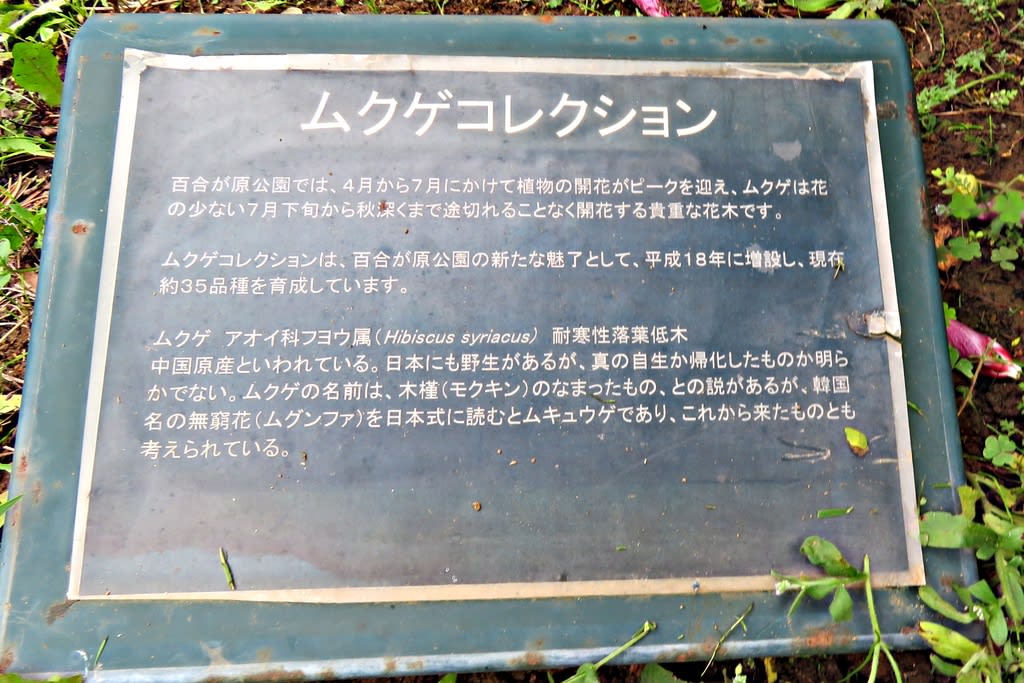 ムクゲコレクション
百合が原公園では、４月から７月にかけて植物の開花がピークを迎え、ムクゲは花
の少ない７月下旬から秋深くまで途切れることなく開花する貴重な花木です。
ムクゲコレクションは、百合が原公園の新たな魅了として、平成１８年に増設し、現在
約３５品種を育成しています。
ムクゲ　アオイ科フヨウ属（Hibiscus syriacus）　耐寒性落葉低木
中国原産といわれている。日本にも野生があるが、真の自生か帰化したものか明ら
かでない。ムクゲの名前は、木槿（モクキン）のなまったもの、との説があるが、韓国
名の無窮花（ムグンファ）を日本式に読むとムキュウゲであり、これから来たものとも
考えられている。